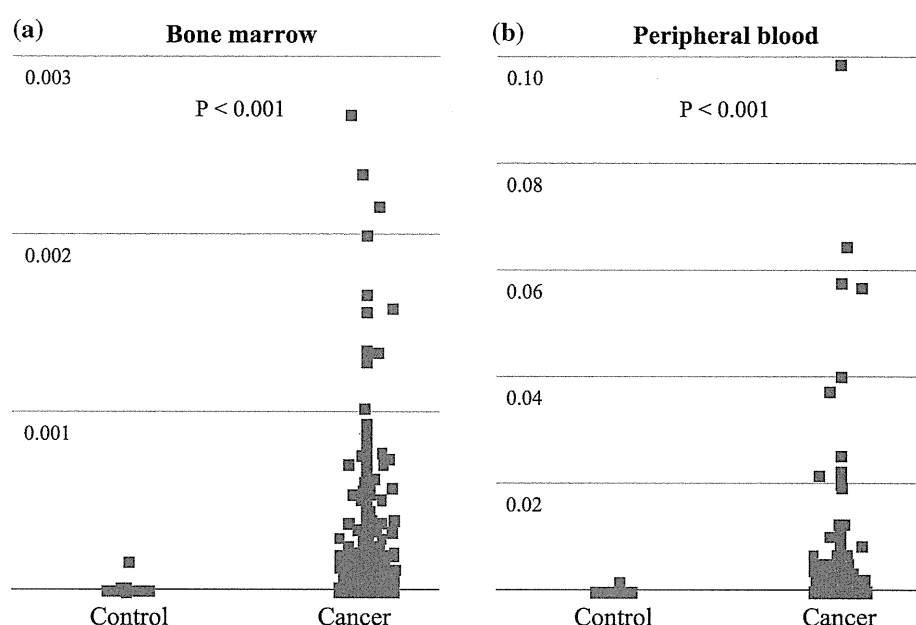 (a)
Bone marrow
0.003
P < 0.001
0.002
0.001
Control
Cancer
(b)
Peripheral blood
0.10
P < 0.001
0.08
0.06
0.04
0.02
Control
Cancer